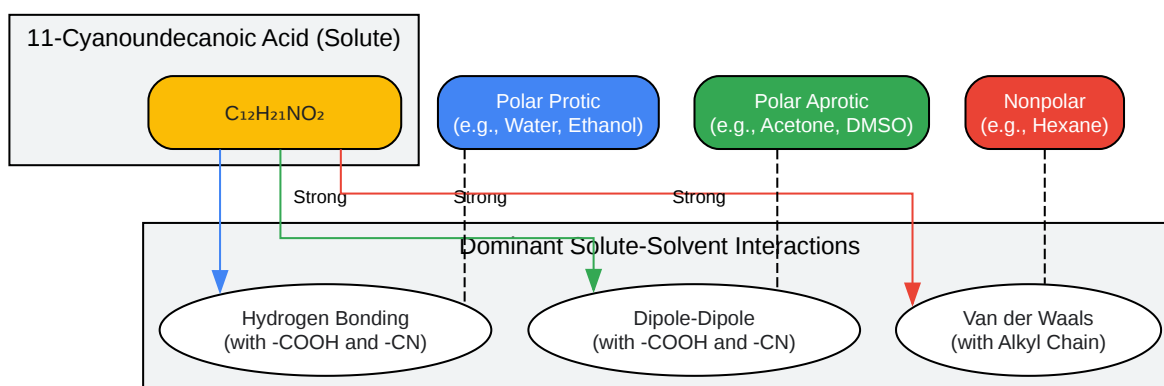 11-Cyanoundecanoic Acid (Solute)
C₁₂H₂₁NO₂
Polar Protic
(e.g., Water, Ethanol)
Polar Aprotic
(e.g., Acetone, DMSO)
Nonpolar
(e.g., Hexane)
Strong
Strong
Strong
Dominant Solute-Solvent Interactions
Hydrogen Bonding
(with -COOH and -CN)
Dipole-Dipole
(with -COOH and -CN)
Van der Waals
(with Alkyl Chain)